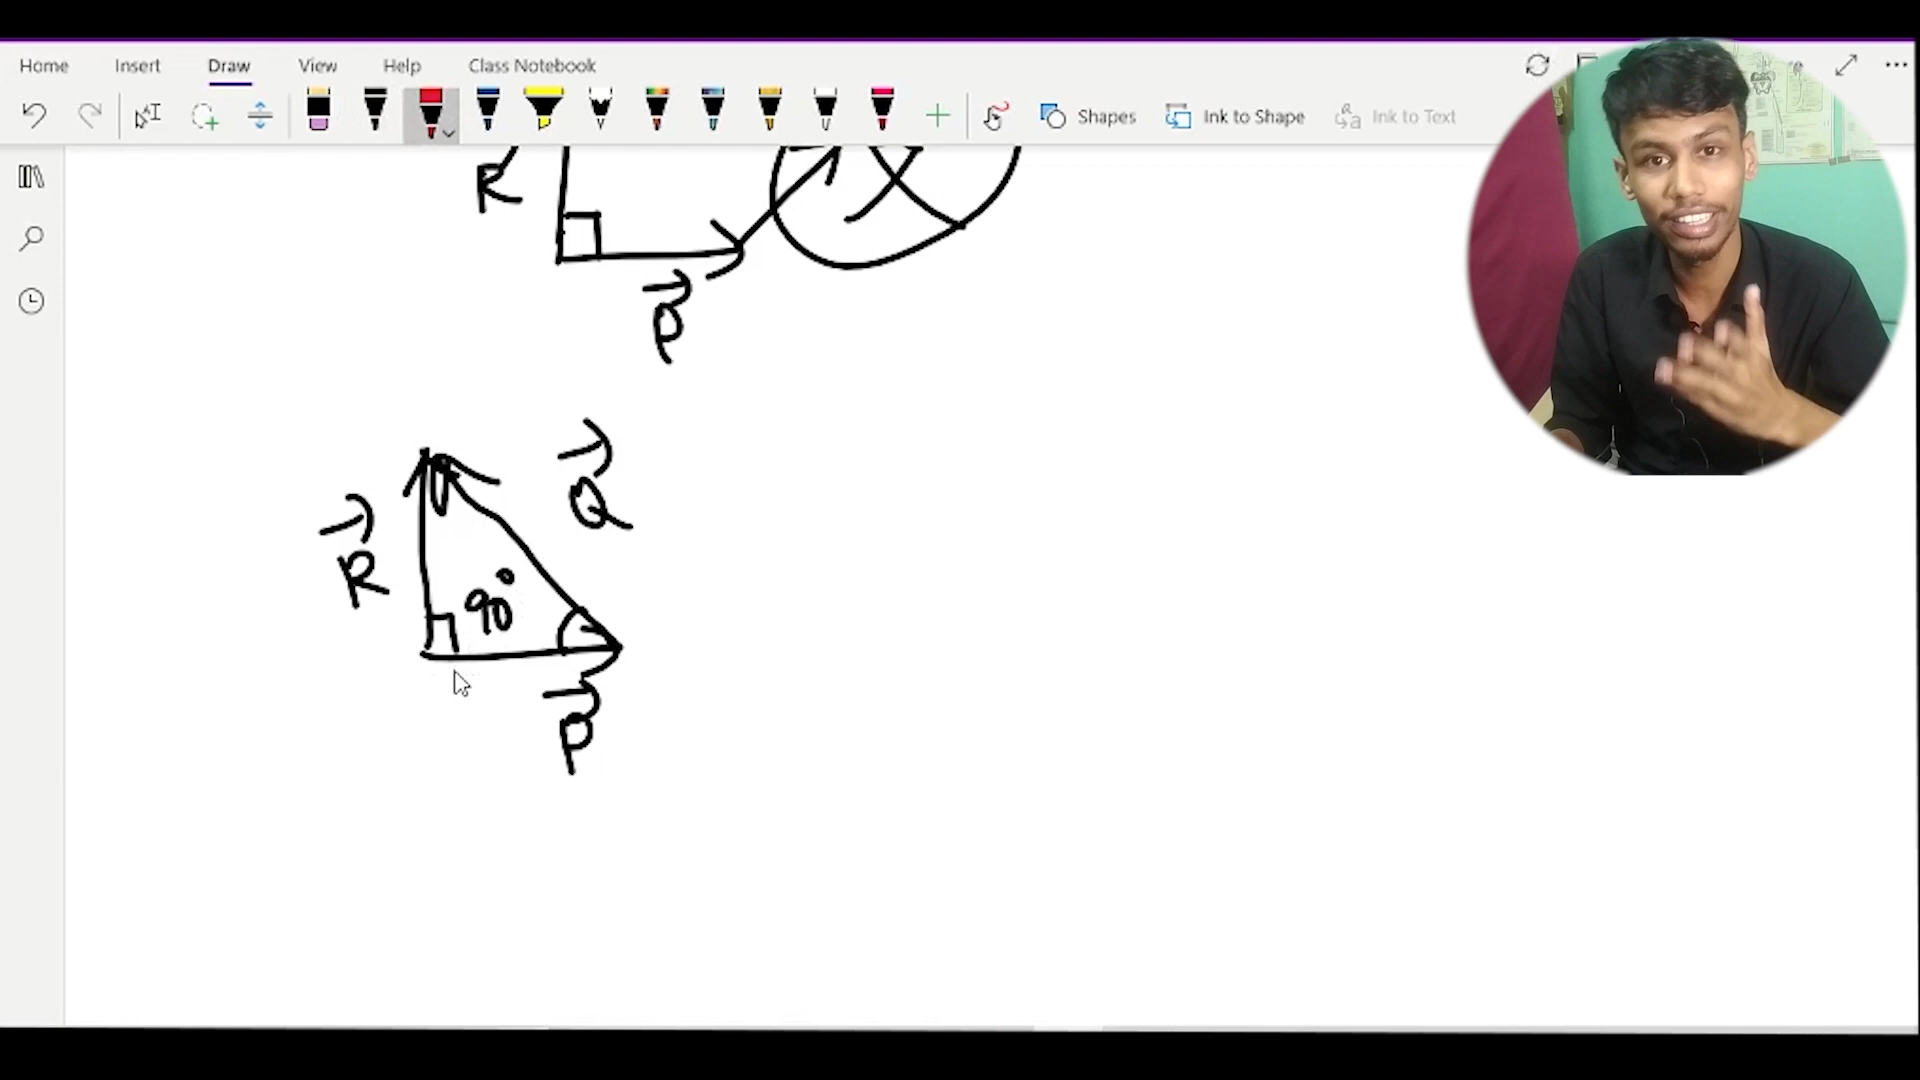 Home Insert Draw View Help Class Notebook
Shapes Ink to Shape Ink to Text
R
P
Q
R
90°
P